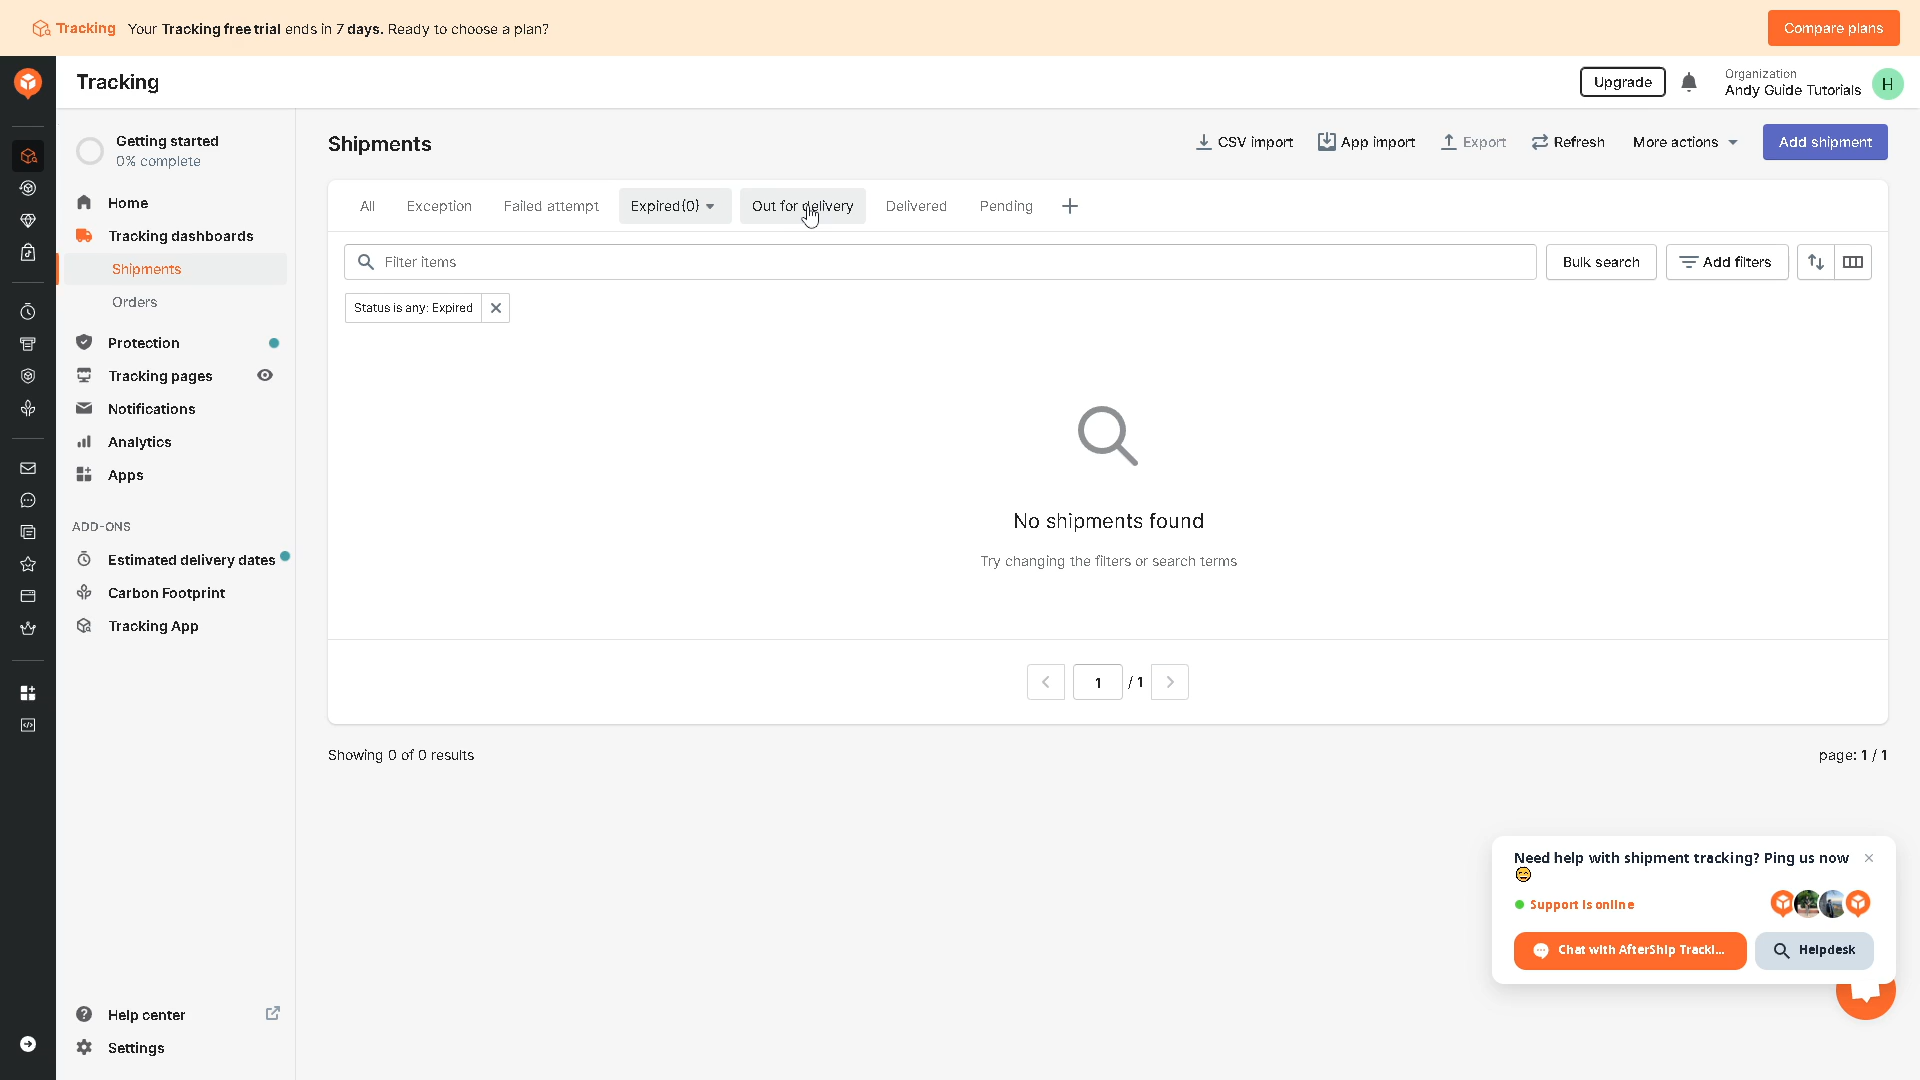 Tracking Your Tracking free trial ends in 7 days. Ready to choose a plan?
Compare plans
Tracking
Upgrade
Organization
Andy Guide Tutorials
H
Getting started
0% complete
Home
Tracking dashboards
Shipments
Orders
Protection
Tracking pages
Notifications
Analytics
Apps
ADD-ONS
Estimated delivery dates
Carbon Footprint
Tracking App
Help center
Settings
Shipments
CSV import
App import
Export
Refresh
More actions
Add shipment
All
Exception
Failed attempt
Expired(0)
Out for delivery
Delivered
Pending
Filter items
Bulk search
Add filters
Status is any: Expired
No shipments found
Try changing the filters or search terms
1 / 1
Showing 0 of 0 results
page: 1 / 1
Need help with shipment tracking? Ping us now
😄
Support is online
Chat with AfterShip Tracki...
Helpdesk